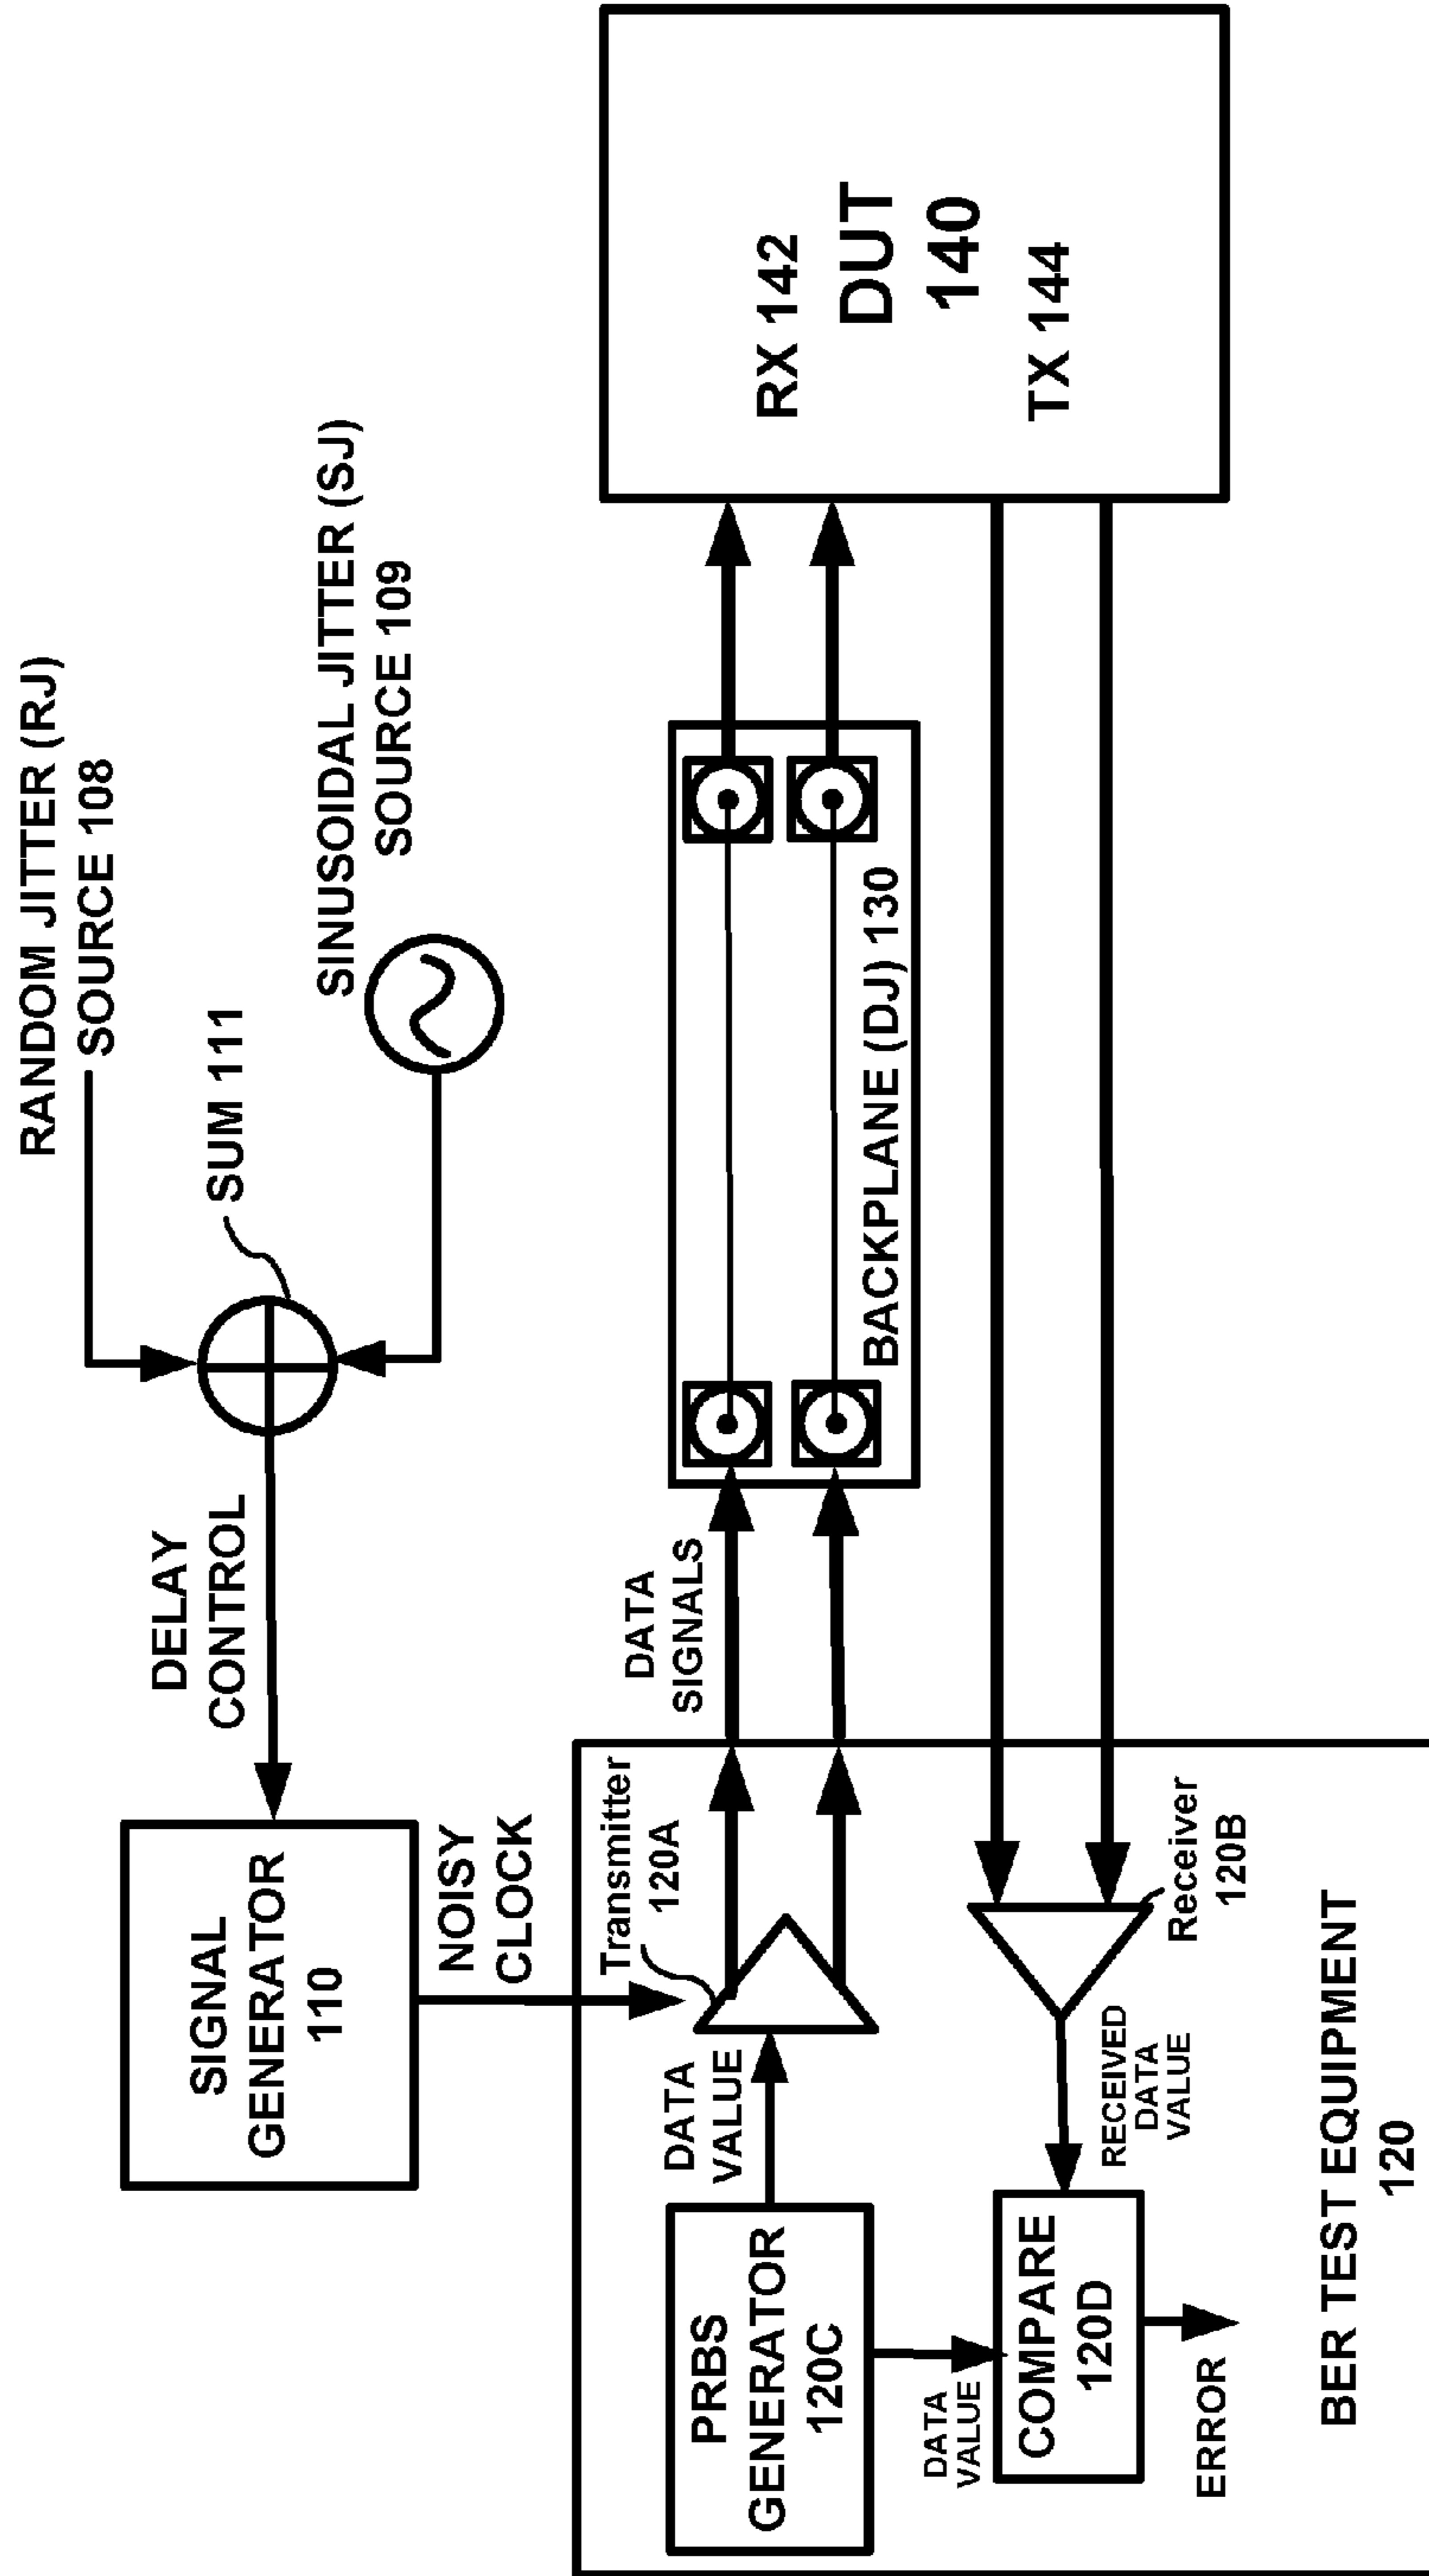 RANDOM JITTER (RJ)
SOURCE 108
SUM 111
SINUSOIDAL JITTER (SJ)
SOURCE 109
DELAY
CONTROL
SIGNAL
GENERATOR
110
NOISY
CLOCK
Transmitter
120A
DATA
SIGNALS
BACKPLANE (DJ) 130
RX 142
DUT
140
TX 144
PRBS
GENERATOR
120C
DATA
VALUE
DATA
VALUE
COMPARE
120D
ERROR
RECEIVED
DATA
VALUE
Receiver
120B
BER TEST EQUIPMENT
120